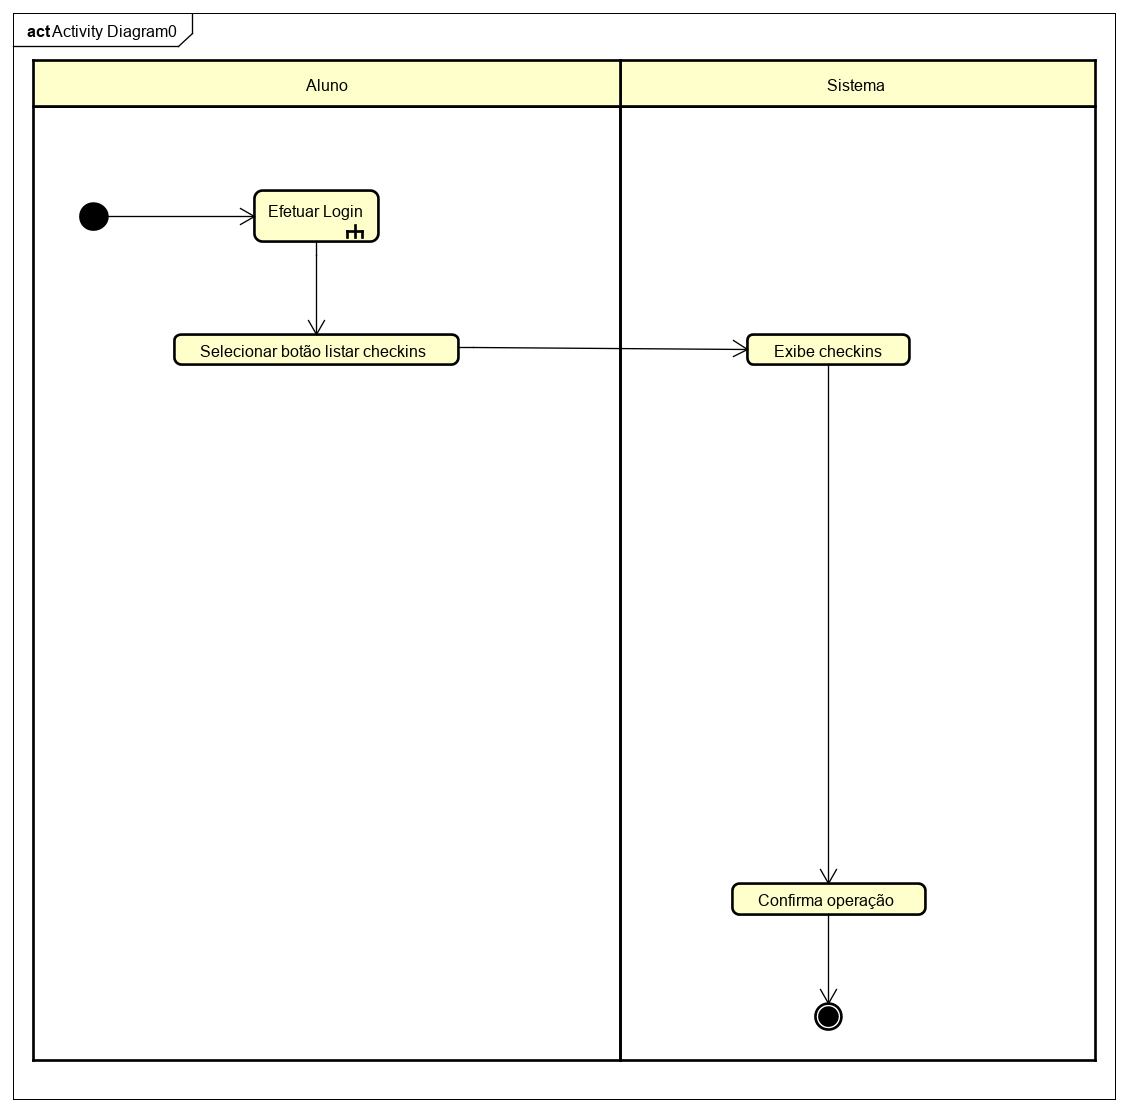 act Activity Diagram0
Aluno
Sistema
Efetuar Login
Selecionar botão listar checkins
Exibe checkins
Confirma operação